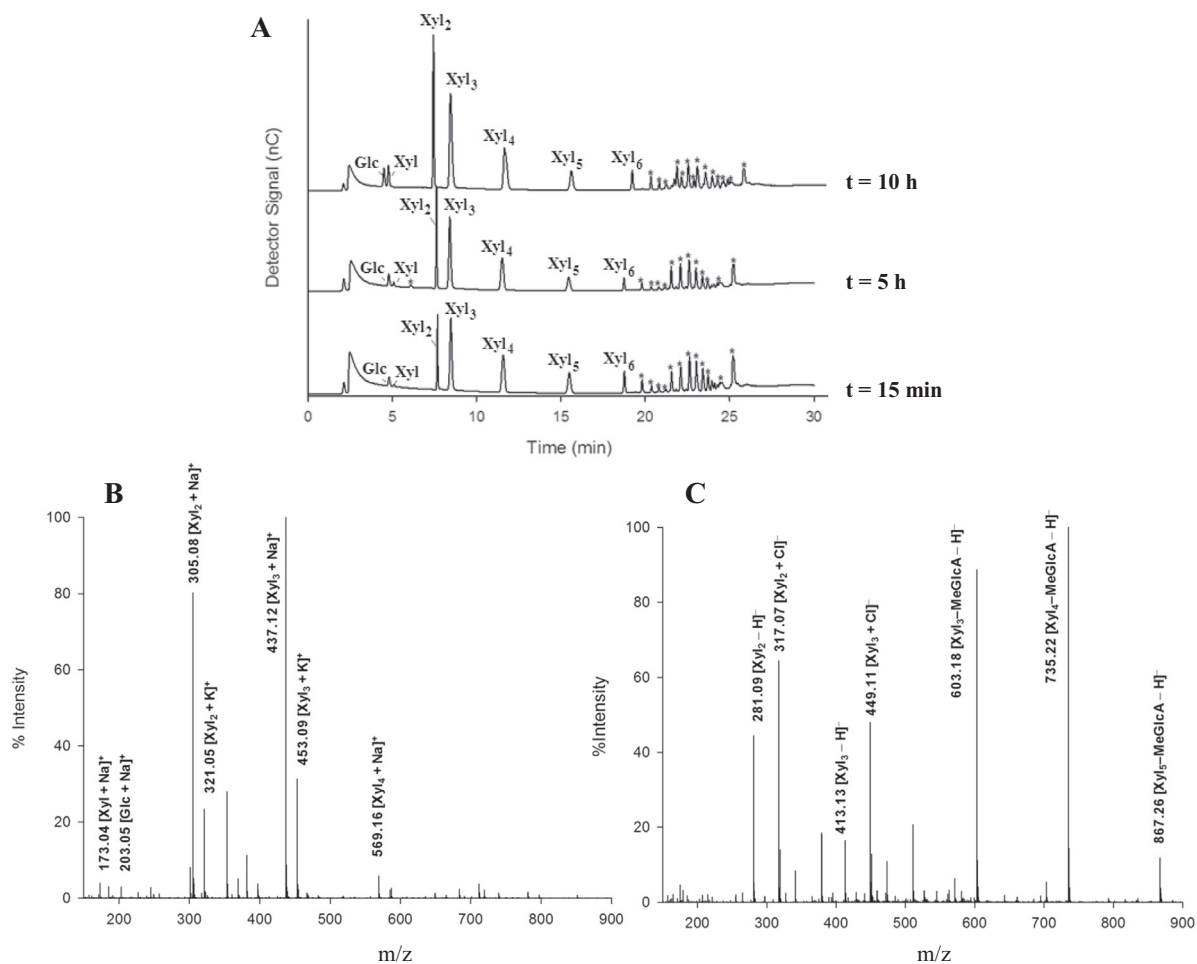 A
Detector Signal (nC)
Xyl2
Xyl3
Glc
Xyl
Xyl4
Xyl5
Xyl6
* * * * * * * * * * * *
t = 10 h
Xyl2
Xyl3
Glc
Xyl
*
Xyl4
Xyl5
Xyl6
* * * * * * * * * * *
t = 5 h
Xyl2
Xyl3
Glc
Xyl
Xyl4
Xyl5
Xyl6
* * * * * * * * * * *
t = 15 min
0 5 10 15 20 25 30
Time (min)
B
% Intensity
100
80
60
40
20
0
173.04 [Xyl + Na]+
203.05 [Glc + Na]+
305.08 [Xyl2 + Na]+
321.05 [Xyl2 + K]+
437.12 [Xyl3 + Na]+
453.09 [Xyl3 + K]+
569.16 [Xyl4 + Na]+
200 300 400 500 600 700 800 900
m/z
C
%Intensity
100
80
60
40
20
0
281.09 [Xyl2 – H]–
317.07 [Xyl2 + Cl]–
413.13 [Xyl3 – H]–
449.11 [Xyl3 + Cl]–
603.18 [Xyl3–MeGlcA – H]–
735.22 [Xyl4–MeGlcA – H]–
867.26 [Xyl5–MeGlcA – H]–
200 300 400 500 600 700 800 900
m/z